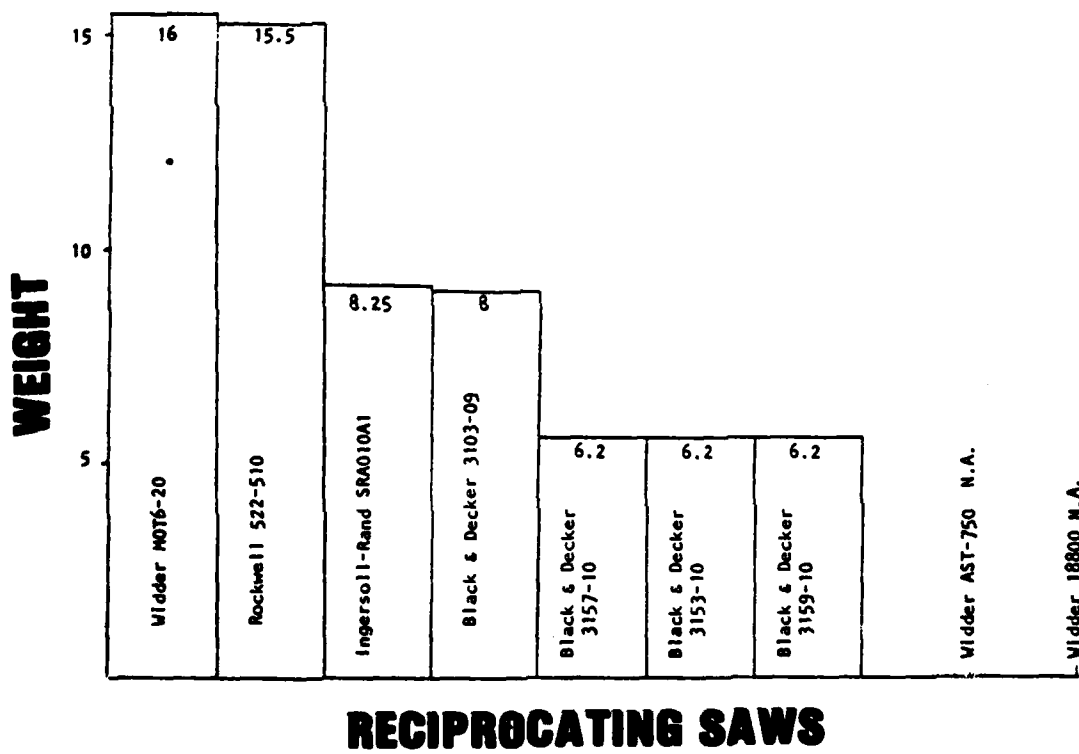 WEIGHT
15
10
5
16
15.5
8.25
8
6.2
6.2
6.2
Widder MOT6-20
Rockwell 522-510
Ingersoll-Rand SRA010A1
Black & Decker 3103-09
Black & Decker
3157-10
Black & Decker
3153-10
Black & Decker
3159-10
Widder AST-750 N.A.
Widder 18800 N.A.
RECIPROCATING SAWS